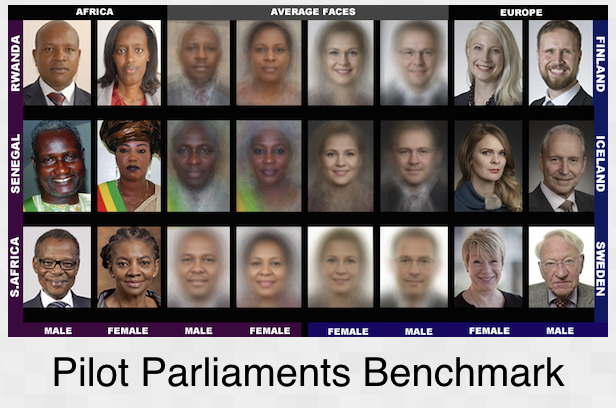 AFRICA AVERAGE FACES EUROPE
RWANDA
FINLAND
SENEGAL
ICELAND
S.AFRICA
SWEDEN
MALE FEMALE MALE FEMALE FEMALE MALE FEMALE MALE
Pilot Parliaments Benchmark